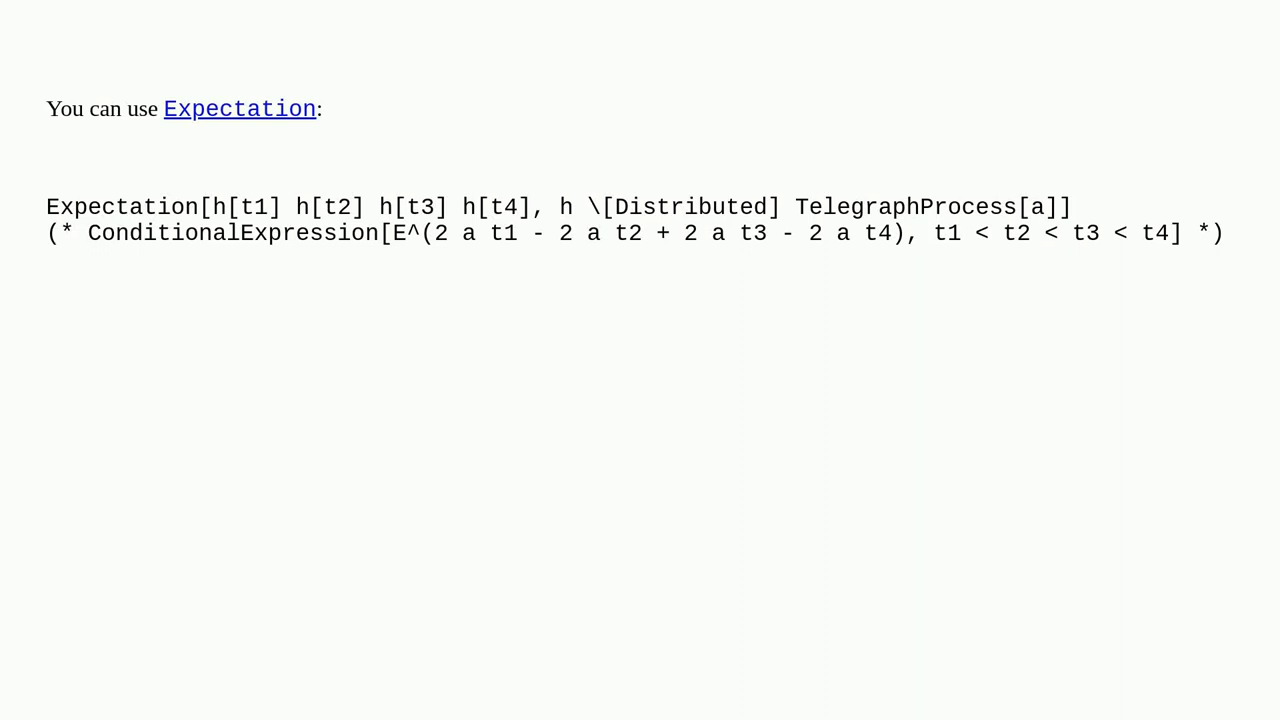 You can use Expectation:
Expectation[h[t1] h[t2] h[t3] h[t4], h \[Distributed] TelegraphProcess[a]]
(* ConditionalExpression[E^(2 a t1 - 2 a t2 + 2 a t3 - 2 a t4), t1 < t2 < t3 < t4] *)